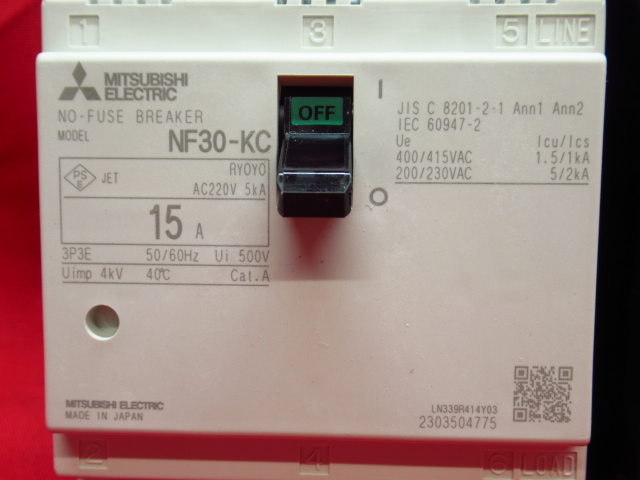 1 3 5 LINE
MITSUBISHI
ELECTRIC
NO-FUSE BREAKER
MODEL NF30-KC
PS
E
JET
RYOYO
AC220V 5kA
15 A
3P3E 50/60Hz Ui 500V
Uimp 4kV 40℃ Cat.A
OFF
I
O
JIS C 8201-2-1 Ann1 Ann2
IEC 60947-2
Ue Icu/Ics
400/415VAC 1.5/1kA
200/230VAC 5/2kA
MITSUBISHI ELECTRIC
MADE IN JAPAN
LN339R414Y03
2303504775
2 4 6 LOAD